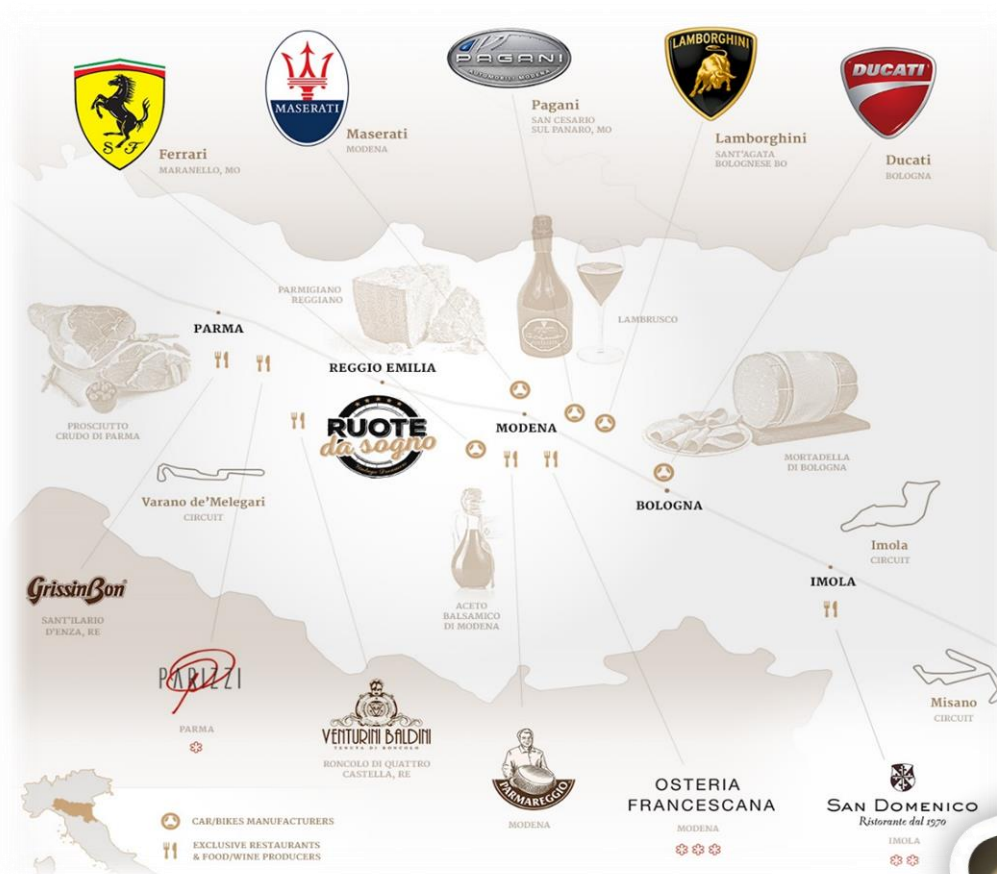 S F
Ferrari
MARANELLO, MO
MASERATI
Maserati
MODENA
PAGANI
AUTOMOBILI MODENA
Pagani
SAN CESARIO
SUL PANARO, MO
LAMBORGHINI
Lamborghini
SANT'AGATA
BOLOGNESE BO
DUCATI
Ducati
BOLOGNA
PARMIGIANO
REGGIANO
LAMBRUSCO
PARMA
REGGIO EMILIA
RUOTE
da sogno
MODENA
PROSCIUTTO
CRUDO DI PARMA
MORTADELLA
DI BOLOGNA
Varano de'Melegari
CIRCUIT
BOLOGNA
Imola
CIRCUIT
IMOLA
GrissinBon
SANT'ILARIO
D'ENZA, RE
ACETO
BALSAMICO
DI MODENA
PARIZZI
PARMA
VENTURINI BALDINI
TENUTA DI RONCOLO
RONCOLO DI QUATTRO
CASTELLA, RE
PARMAREGGIO
MODENA
OSTERIA
FRANCESCANA
MODENA
Misano
CIRCUIT
SAN DOMENICO
Ristorante dal 1970
IMOLA
CAR/BIKES MANUFACTURERS
EXCLUSIVE RESTAURANTS
& FOOD/WINE PRODUCERS